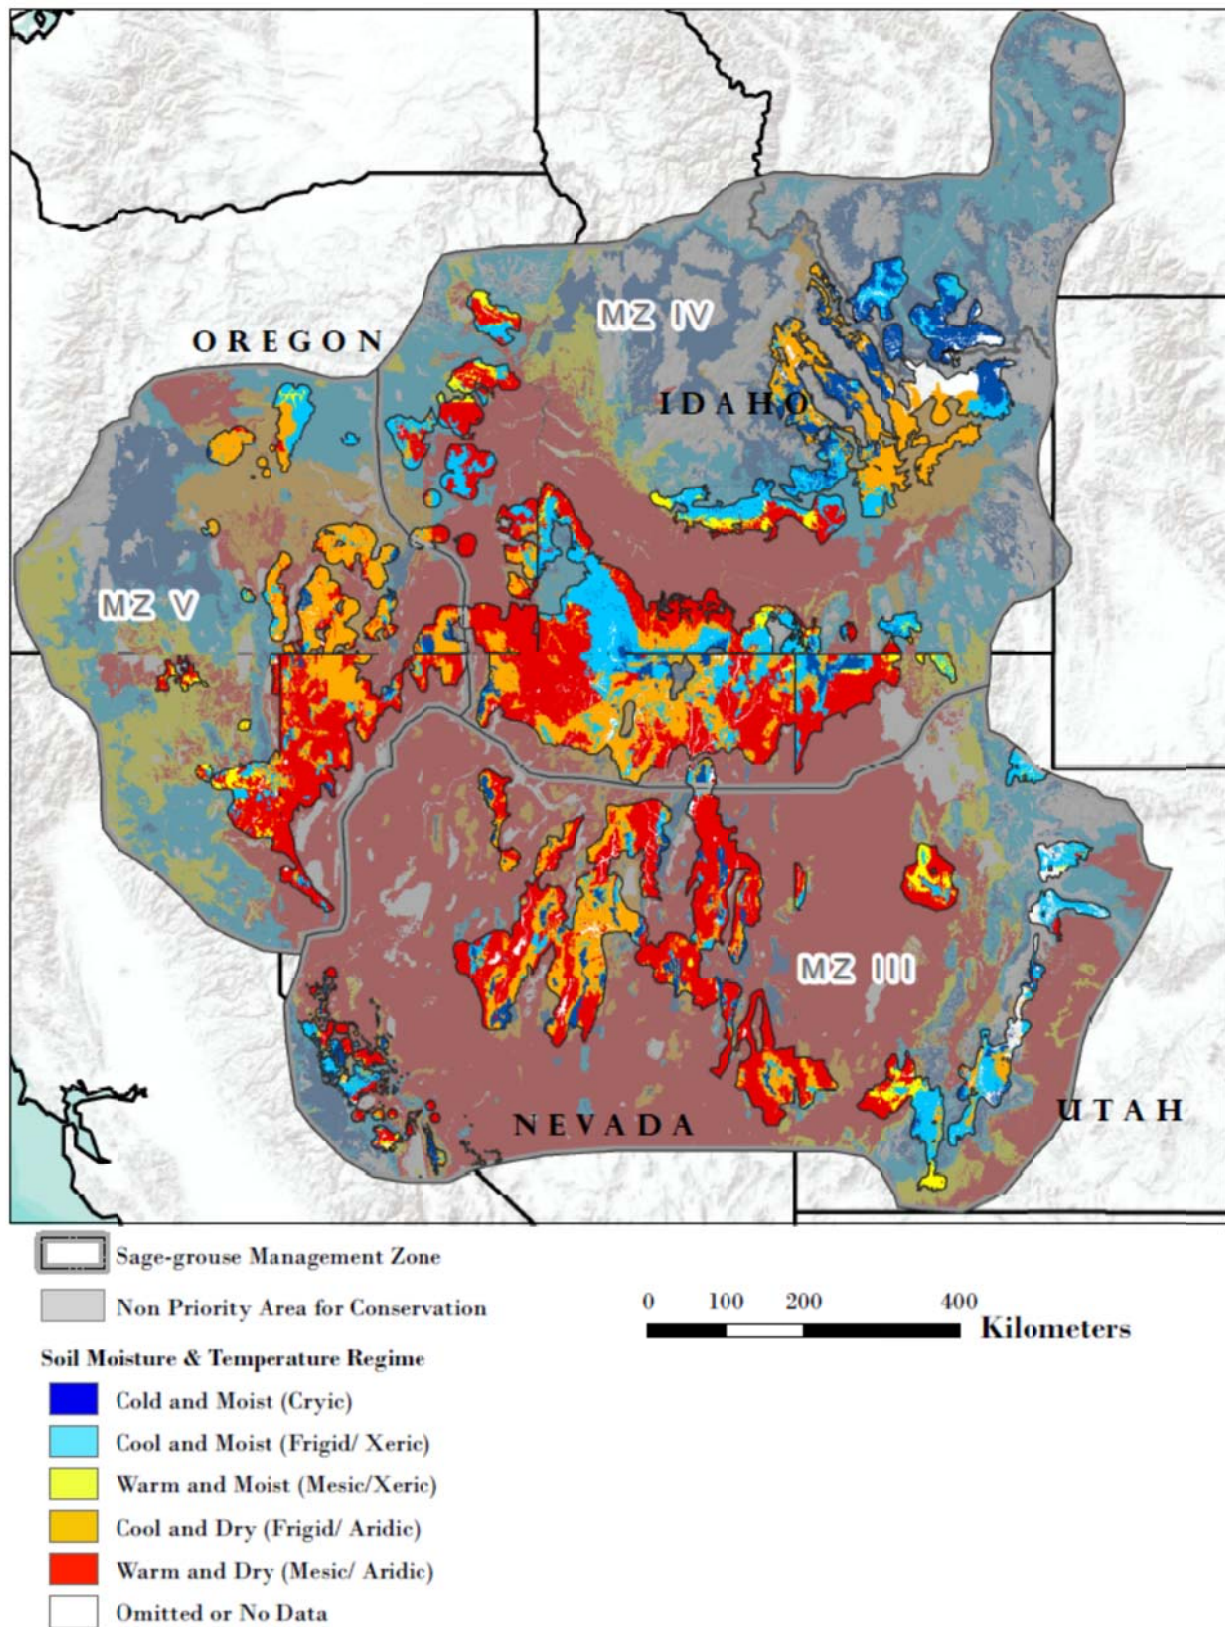 OREGON
MZ IV
IDAHO
MZ V
MZ III
NEVADA
UTAH
Sage-grouse Management Zone
Non Priority Area for Conservation
0 100 200 400
Kilometers
Soil Moisture & Temperature Regime
Cold and Moist (Cryic)
Cool and Moist (Frigid/ Xeric)
Warm and Moist (Mesic/Xeric)
Cool and Dry (Frigid/ Aridic)
Warm and Dry (Mesic/ Aridic)
Omitted or No Data